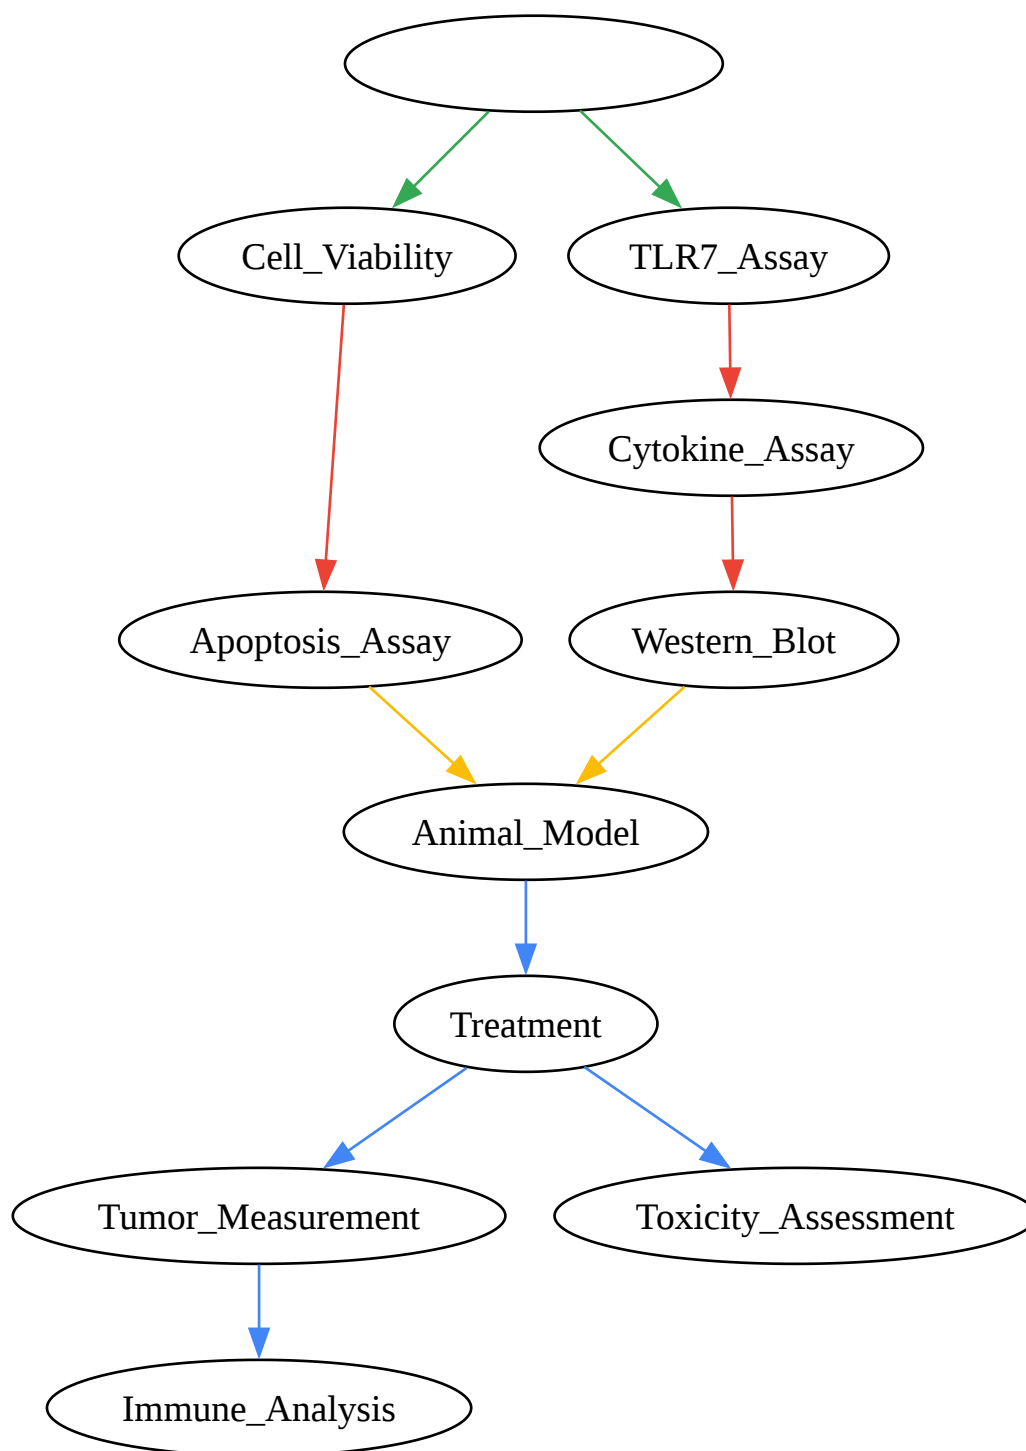 Cell_Viability
TLR7_Assay
Cytokine_Assay
Apoptosis_Assay
Western_Blot
Animal_Model
Treatment
Tumor_Measurement
Toxicity_Assessment
Immune_Analysis